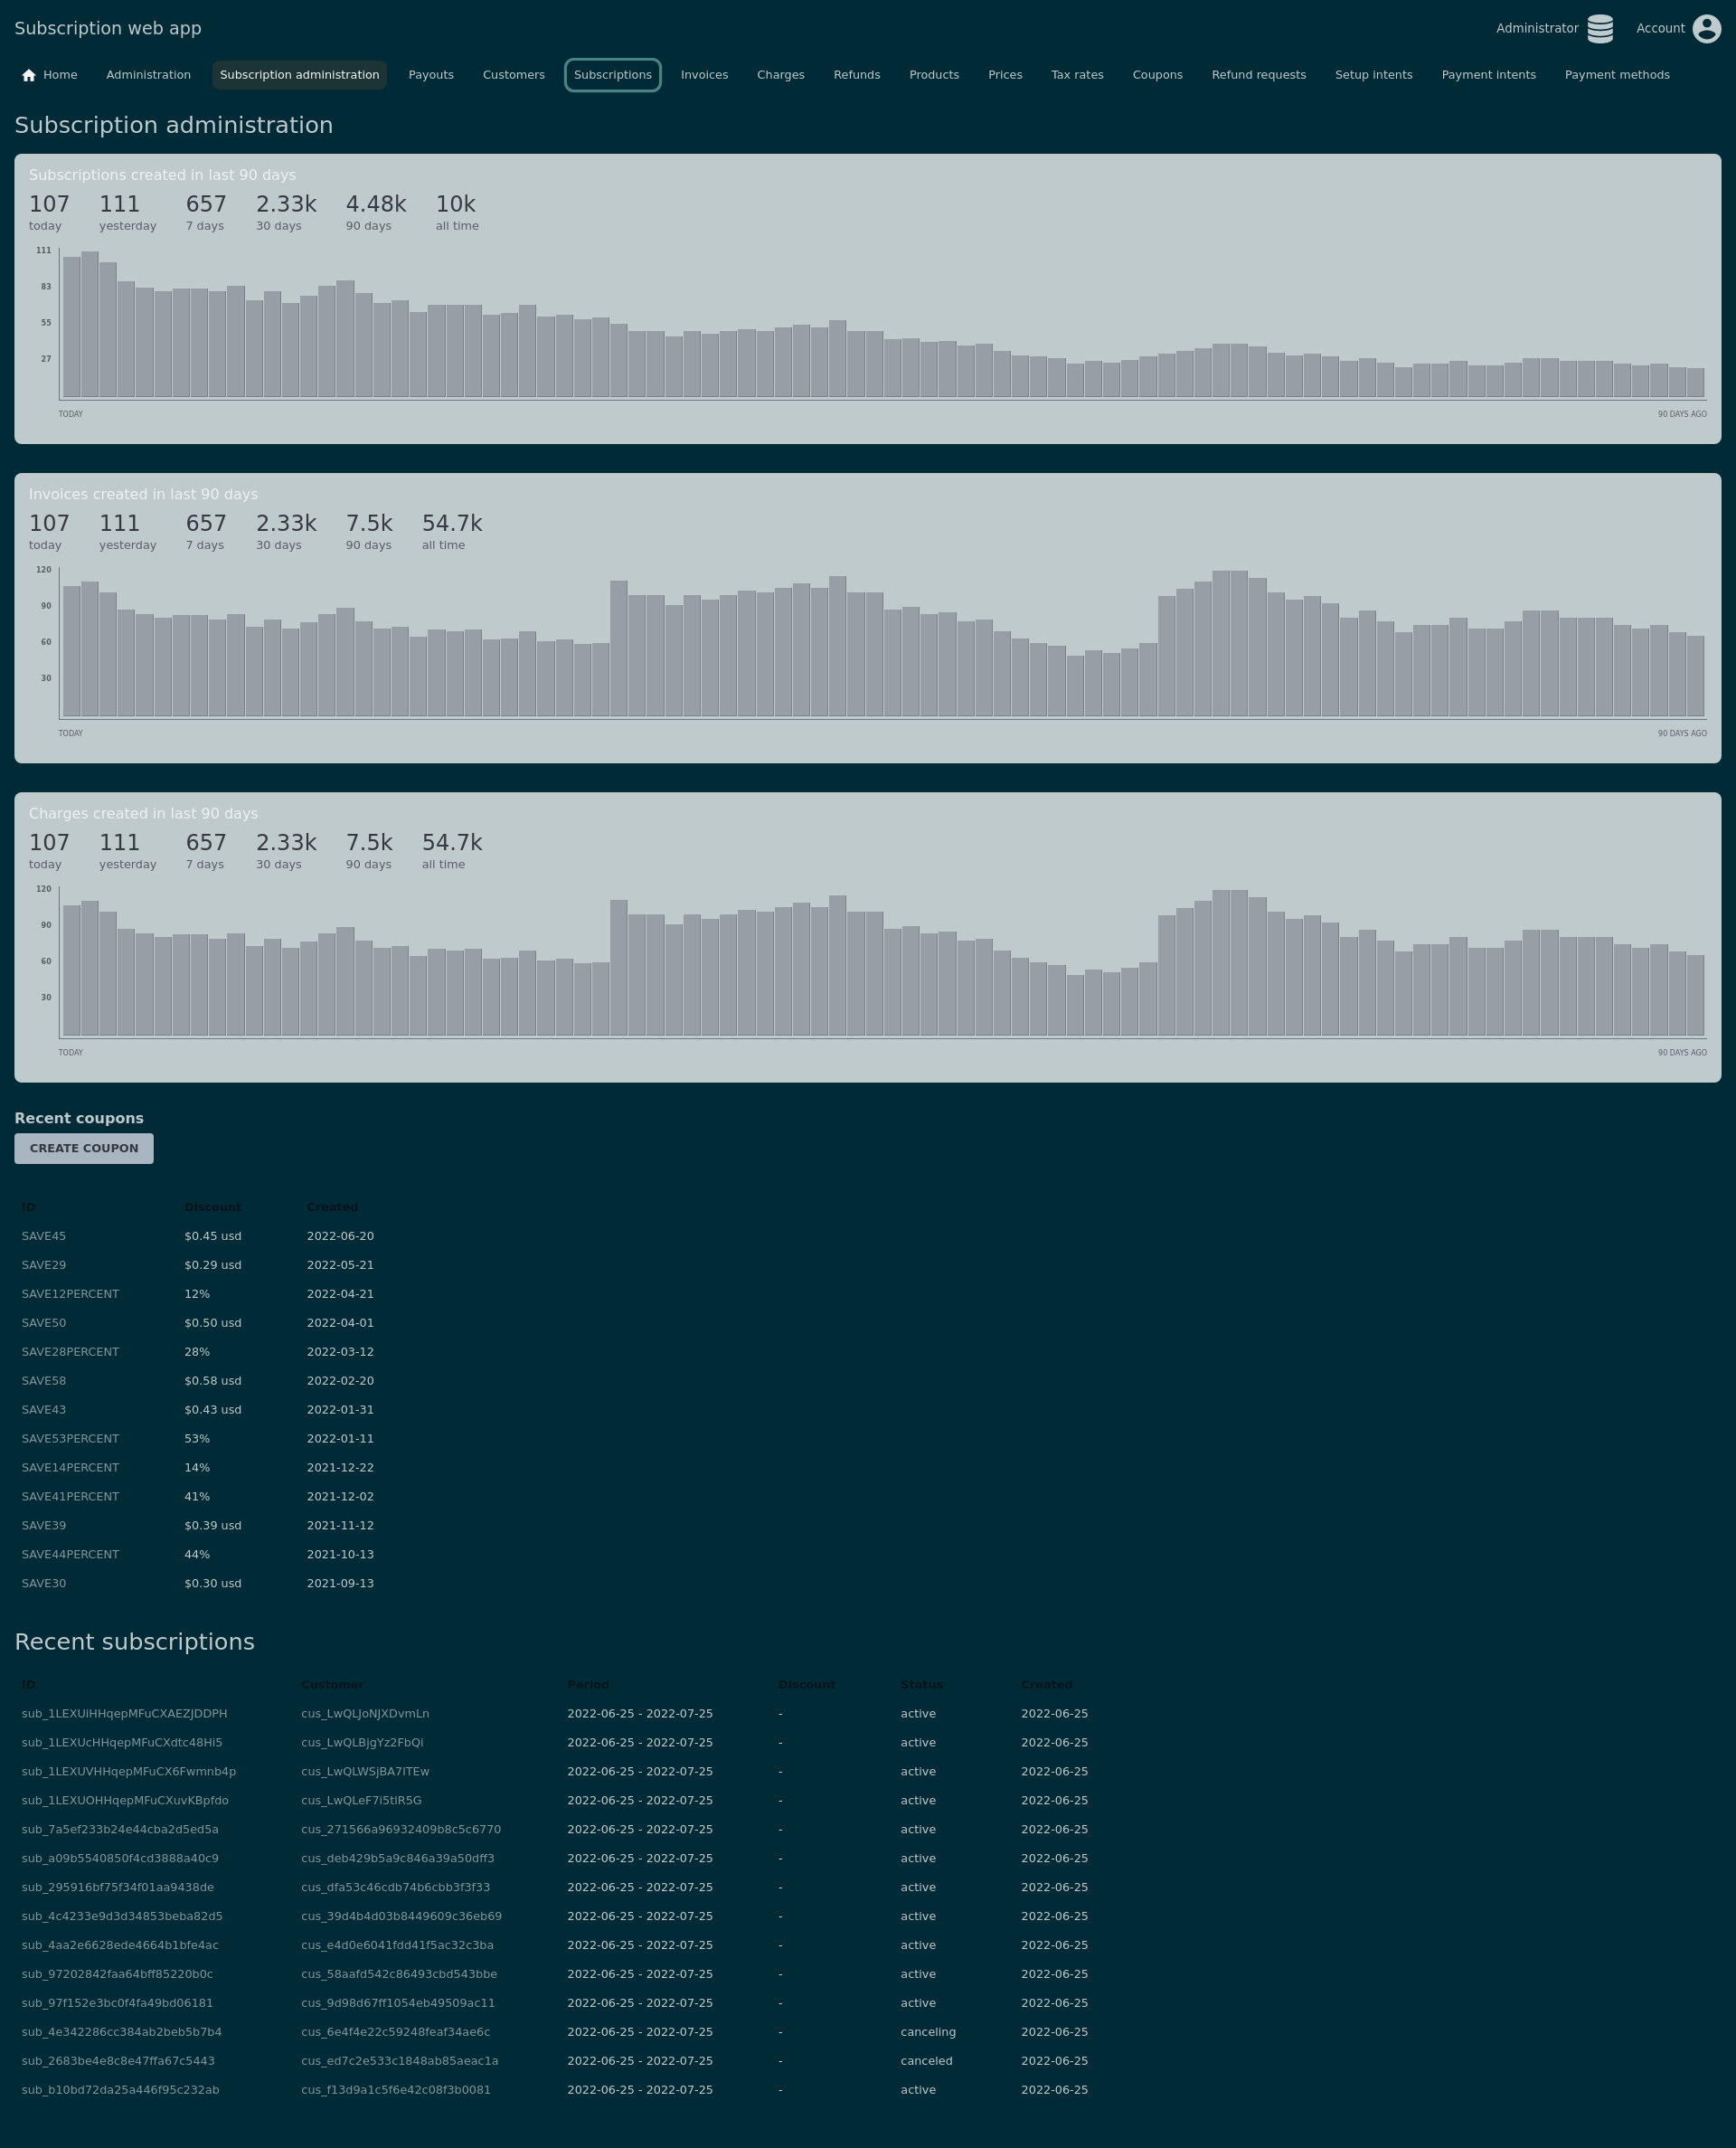 Subscription web app
Administrator Account
Home Administration Subscription administration Payouts Customers Subscriptions Invoices Charges Refunds Products Prices Tax rates Coupons Refund requests Setup intents Payment intents Payment methods
Subscription administration
Subscriptions created in last 90 days
107 111 657 2.33k 4.48k 10k
today yesterday 7 days 30 days 90 days all time
111
83
55
27
TODAY 90 DAYS AGO
Invoices created in last 90 days
107 111 657 2.33k 7.5k 54.7k
today yesterday 7 days 30 days 90 days all time
120
90
60
30
TODAY 90 DAYS AGO
Charges created in last 90 days
107 111 657 2.33k 7.5k 54.7k
today yesterday 7 days 30 days 90 days all time
120
90
60
30
TODAY 90 DAYS AGO
Recent coupons
CREATE COUPON
ID Discount Created
SAVE45 $0.45 usd 2022-06-20
SAVE29 $0.29 usd 2022-05-21
SAVE12PERCENT 12% 2022-04-21
SAVE50 $0.50 usd 2022-04-01
SAVE28PERCENT 28% 2022-03-12
SAVE58 $0.58 usd 2022-02-20
SAVE43 $0.43 usd 2022-01-31
SAVE53PERCENT 53% 2022-01-11
SAVE14PERCENT 14% 2021-12-22
SAVE41PERCENT 41% 2021-12-02
SAVE39 $0.39 usd 2021-11-12
SAVE44PERCENT 44% 2021-10-13
SAVE30 $0.30 usd 2021-09-13
Recent subscriptions
ID Customer Period Discount Status Created
sub_1LEXUiHHqepMFuCXAEZJDDPH cus_LwQLJoNJXDvmLn 2022-06-25 - 2022-07-25 - active 2022-06-25
sub_1LEXUcHHqepMFuCXdtc48Hi5 cus_LwQLBjgYz2FbQi 2022-06-25 - 2022-07-25 - active 2022-06-25
sub_1LEXUVHHqepMFuCX6Fwmnb4p cus_LwQLWSjBA7lTEw 2022-06-25 - 2022-07-25 - active 2022-06-25
sub_1LEXUOHHqepMFuCXuvKBpfdo cus_LwQLeF7i5tlR5G 2022-06-25 - 2022-07-25 - active 2022-06-25
sub_7a5ef233b24e44cba2d5ed5a cus_271566a96932409b8c5c6770 2022-06-25 - 2022-07-25 - active 2022-06-25
sub_a09b5540850f4cd3888a40c9 cus_deb429b5a9c846a39a50dff3 2022-06-25 - 2022-07-25 - active 2022-06-25
sub_295916bf75f34f01aa9438de cus_dfa53c46cdb74b6cbb3f3f33 2022-06-25 - 2022-07-25 - active 2022-06-25
sub_4c4233e9d3d34853beba82d5 cus_39d4b4d03b8449609c36eb69 2022-06-25 - 2022-07-25 - active 2022-06-25
sub_4aa2e6628ede4664b1bfe4ac cus_e4d0e6041fdd41f5ac32c3ba 2022-06-25 - 2022-07-25 - active 2022-06-25
sub_97202842faa64bff85220b0c cus_58aafd542c86493cbd543bbe 2022-06-25 - 2022-07-25 - active 2022-06-25
sub_97f152e3bc0f4fa49bd06181 cus_9d98d67ff1054eb49509ac11 2022-06-25 - 2022-07-25 - active 2022-06-25
sub_4e342286cc384ab2beb5b7b4 cus_6e4f4e22c59248feaf34ae6c 2022-06-25 - 2022-07-25 - canceling 2022-06-25
sub_2683be4e8c8e47ffa67c5443 cus_ed7c2e533c1848ab85aeac1a 2022-06-25 - 2022-07-25 - canceled 2022-06-25
sub_b10bd72da25a446f95c232ab cus_f13d9a1c5f6e42c08f3b0081 2022-06-25 - 2022-07-25 - active 2022-06-25